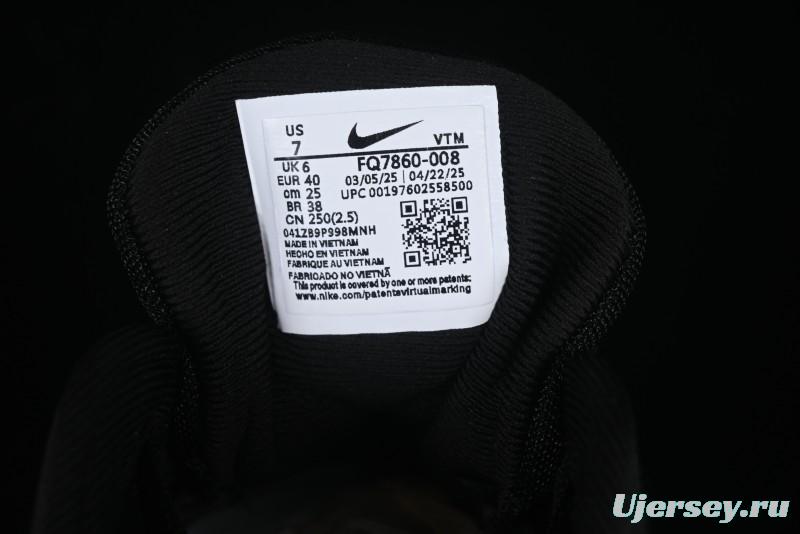 US
7
VTM
UK 6
FQ7860-008
EUR 40
03/05/25 | 04/22/25
om 25
UPC 00197602558500
BR 38
CN 250(2.5)
041ZB9P998MNH
MADE IN VIETNAM
HECHO EN VIETNAM
FABRIQUE AU VIETNAM
FABRICADO NO VIETNÃ
This product is covered by one or more patents:
www.nike.com/patentsvirtualmarking
Ujersey.ru